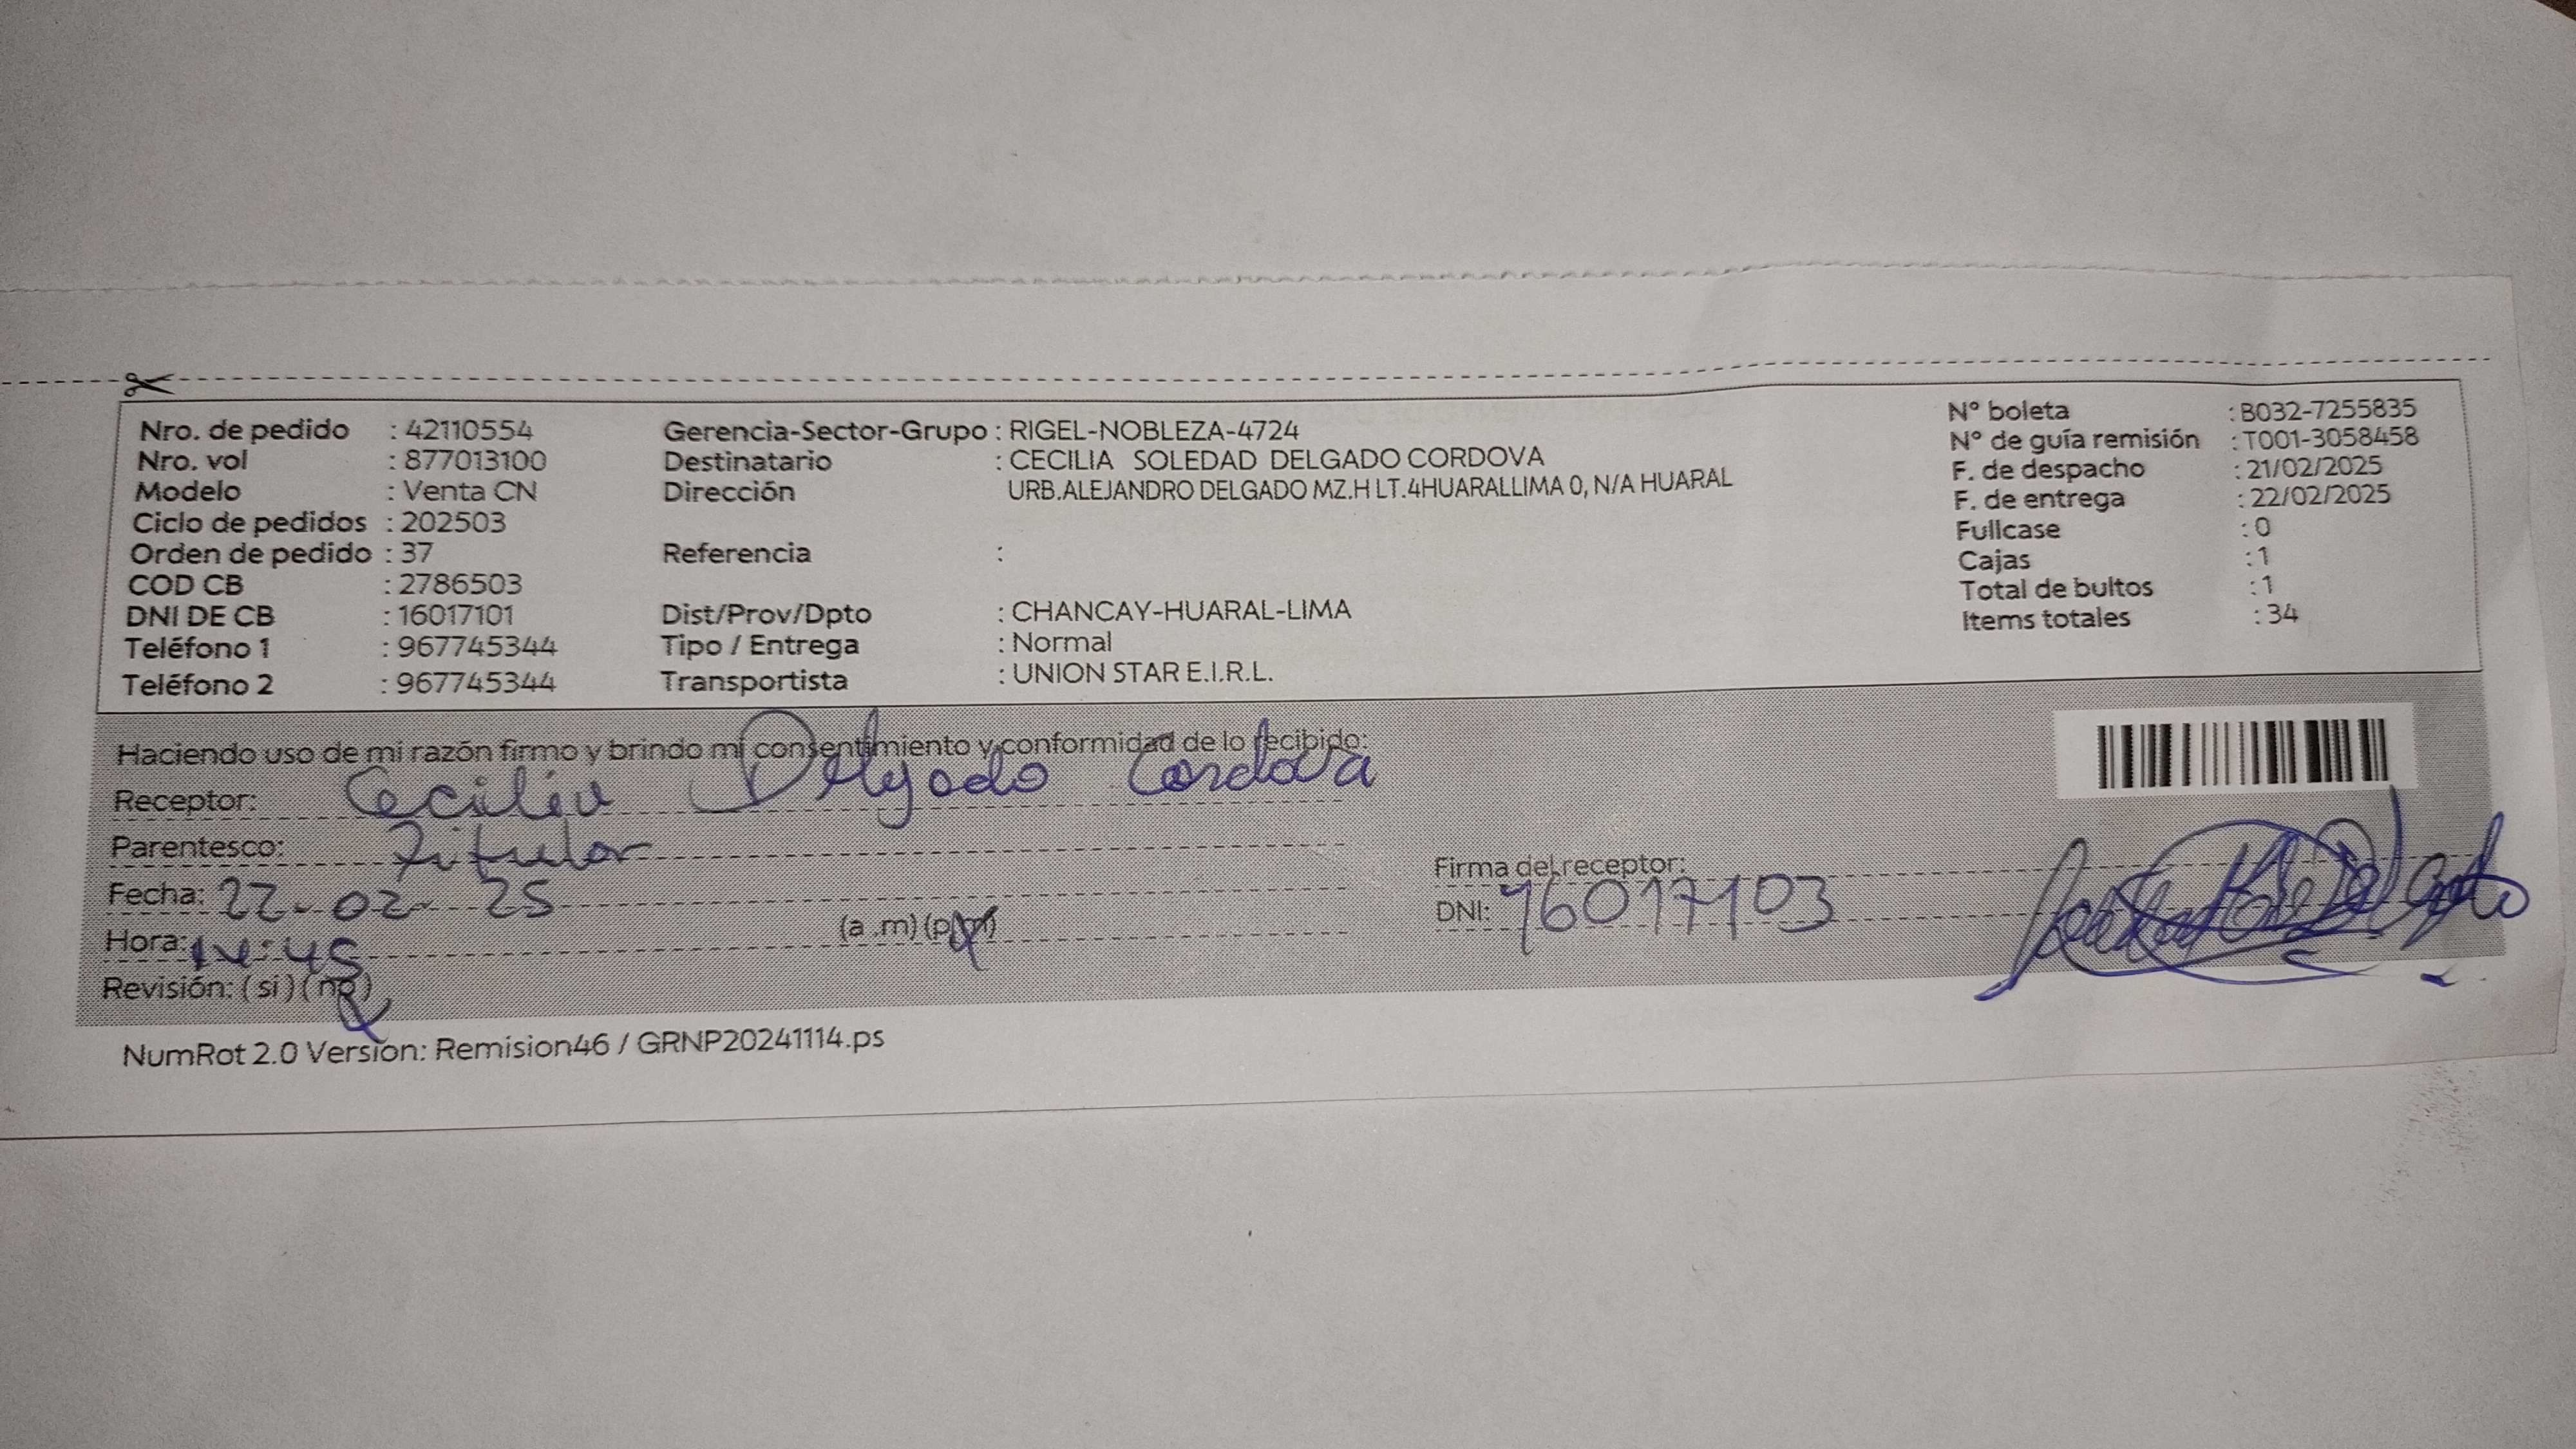 Nro. de pedido : 42110554
Nro. vol : 877013100
Modelo : Venta CN
Ciclo de pedidos : 202503
Orden de pedido : 37
COD CB : 2786503
DNI DE CB : 16017101
Teléfono 1 : 967745344
Teléfono 2 : 967745344
Gerencia-Sector-Grupo : RIGEL-NOBLEZA-4724
Destinatario : CECILIA SOLEDAD DELGADO CORDOVA
Dirección URB.ALEJANDRO DELGADO MZ.H LT.4HUARALLIMA 0, N/A HUARAL
Referencia :
Dist/Prov/Dpto : CHANCAY-HUARAL-LIMA
Tipo / Entrega : Normal
Transportista : UNION STAR E.I.R.L.
N° boleta : B032-7255835
N° de guía remisión : T001-3058458
F. de despacho : 21/02/2025
F. de entrega : 22/02/2025
Fullcase : 0
Cajas : 1
Total de bultos : 1
Items totales : 34
Haciendo uso de mi razón firmo y brindo mi consentimiento y conformidad de lo recibido:
Receptor: Cecilia Delgado Cordova
Parentesco: Titular
Fecha: 22-02-25
Hora: 14:45 (a .m) (p.m)
Revisión: (si) (no)
Firma del receptor:
DNI: 16017103
NumRot 2.0 Version: Remision46 / GRNP20241114.ps